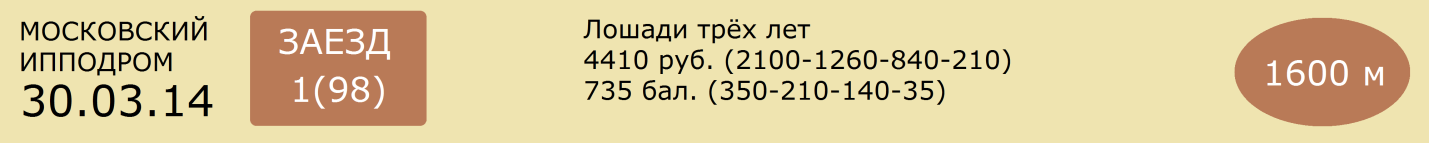 МОСКОВСКИЙ
ИППОДРОМ
30.03.14
ЗАЕЗД
1(98)
Лошади трёх лет
4410 руб. (2100-1260-840-210)
735 бал. (350-210-140-35)
1600 м